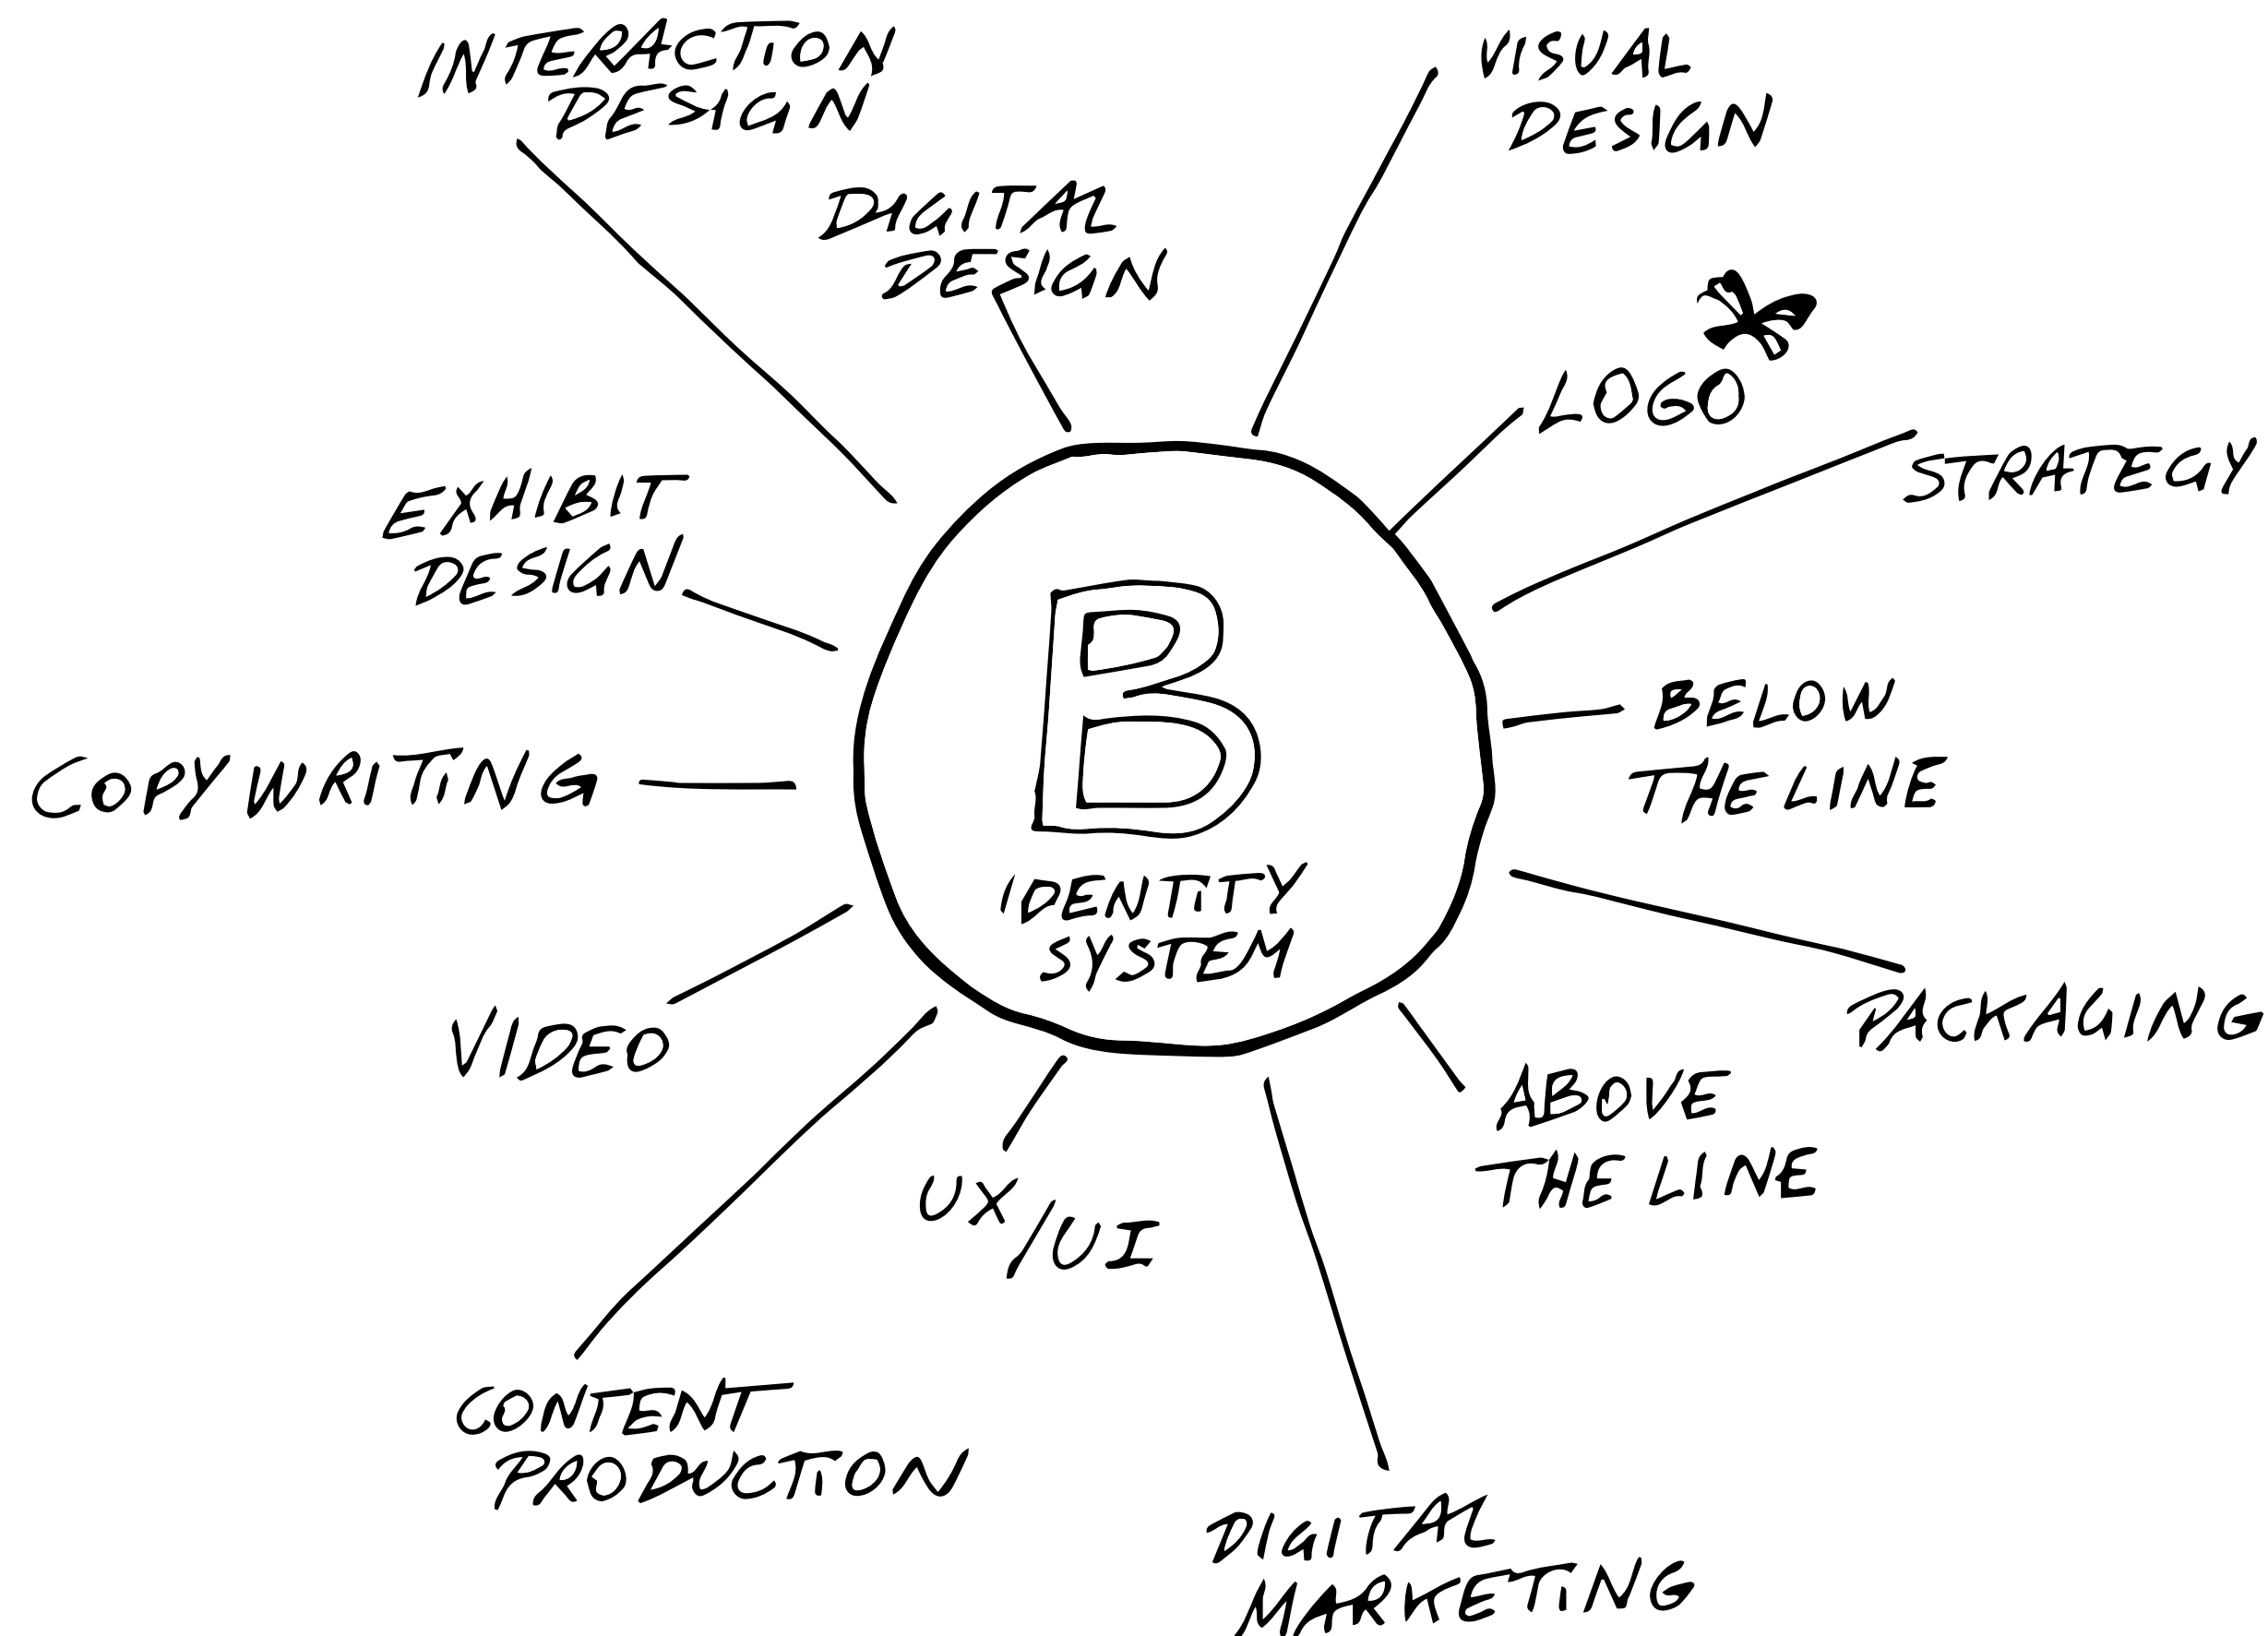 INTERACTION
DESIGN
VISUAL
DESIGN
DIGITAL
DESIGN
LOGO
STRATEGY
EXHIBIT
DESIGN
B
IDENTITY
SYSTEM
BELOW
THE LINE
COPYWRITING
PACKAGING
VIDEO
ABOVE
THE LINE
UX
/UI
CONTENT
PRODUCTION
DIGITAL
MARKETING